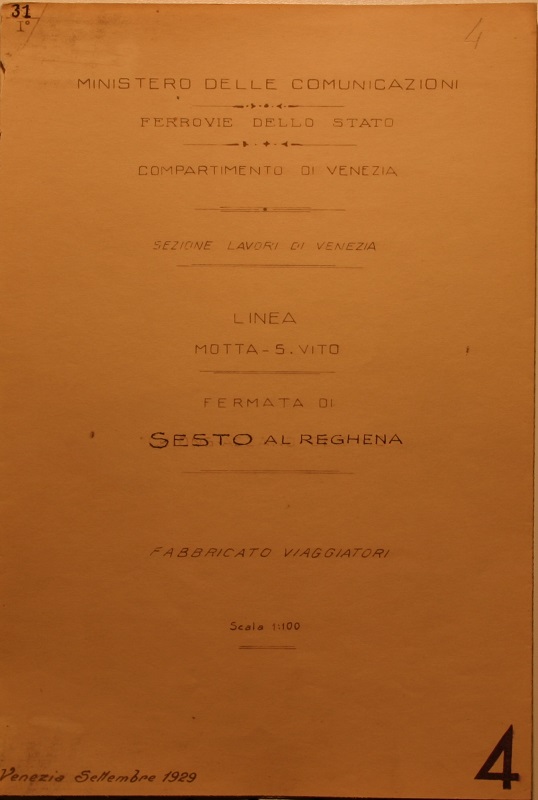 31
I°
4
MINISTERO DELLE COMUNICAZIONI
FERROVIE DELLO STATO
COMPARTIMENTO DI VENEZIA
SEZIONE LAVORI DI VENEZIA
LINEA
MOTTA - S. VITO
FERMATA DI
SESTO AL REGHENA
FABBRICATO VIAGGIATORI
Scala 1:100
Venezia Settembre 1929
4